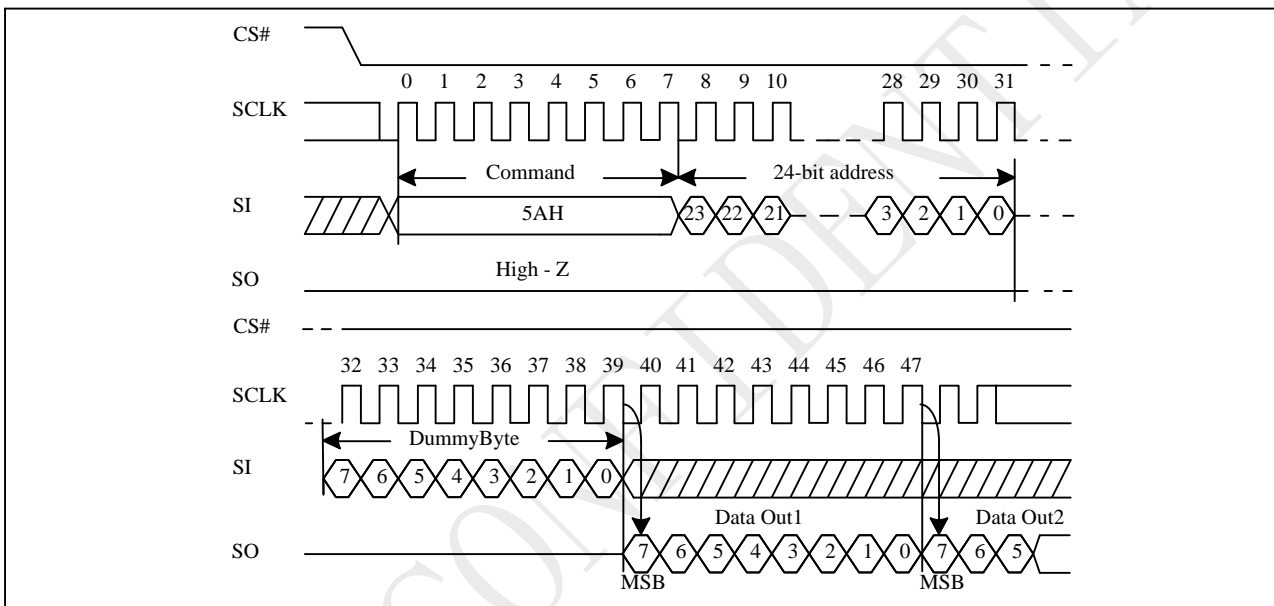 CS#
0 1 2 3 4 5 6 7 8 9 10 28 29 30 31
SCLK
Command 24-bit address
SI 5AH 23 22 21 3 2 1 0
High - Z
SO
CS#
32 33 34 35 36 37 38 39 40 41 42 43 44 45 46 47
SCLK
DummyByte
SI 7 6 5 4 3 2 1 0
Data Out1 Data Out2
SO 7 6 5 4 3 2 1 0 7 6 5
MSB MSB